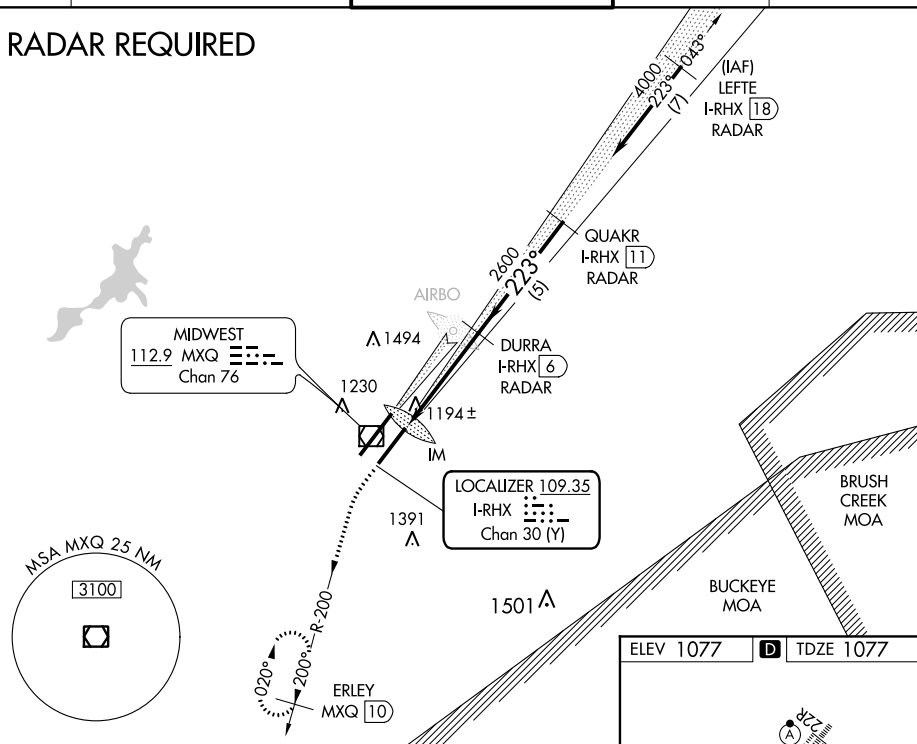 RADAR REQUIRED
4000
043°
223°
(7)
(IAF)
LEFTE
I-RHX 18
RADAR
QUAKR
I-RHX 11
RADAR
2600
223°
(5)
AIRBO
DURRA
I-RHX 6
RADAR
1494
MIDWEST
112.9 MXQ
Chan 76
1230
1194±
IM
LOCALIZER 109.35
I-RHX
Chan 30 (Y)
1391
BRUSH
CREEK
MOA
BUCKEYE
MOA
1501
MSA MXQ 25 NM
3100
R-200
200°
020°
ERLEY
MXQ 10
ELEV 1077
D
TDZE 1077
A
22R